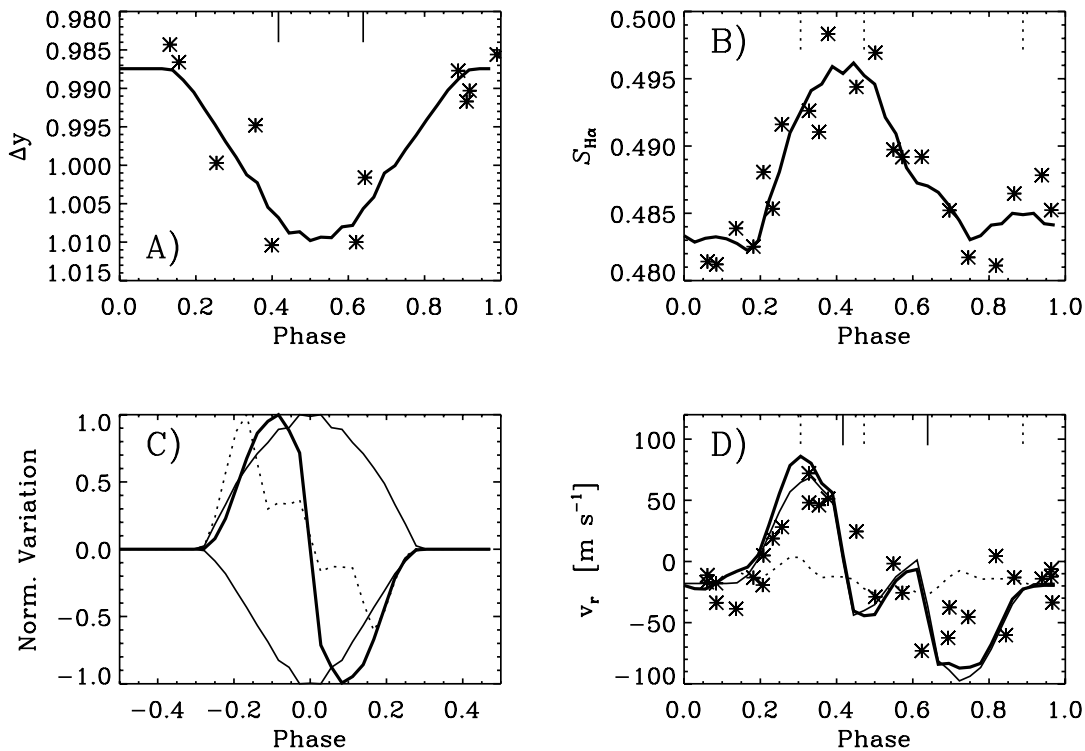 0.980
0.985
0.990
0.995
1.000
1.005
1.010
1.015
Δy
A)
0.0 0.2 0.4 0.6 0.8 1.0
Phase
0.500
0.495
0.490
0.485
0.480
S_Hα
B)
0.0 0.2 0.4 0.6 0.8 1.0
Phase
1.0
0.5
0.0
−0.5
−1.0
Norm. Variation
C)
−0.4 −0.2 0.0 0.2 0.4
Phase
100
50
0
−50
−100
v_r [m s⁻¹]
D)
0.0 0.2 0.4 0.6 0.8 1.0
Phase